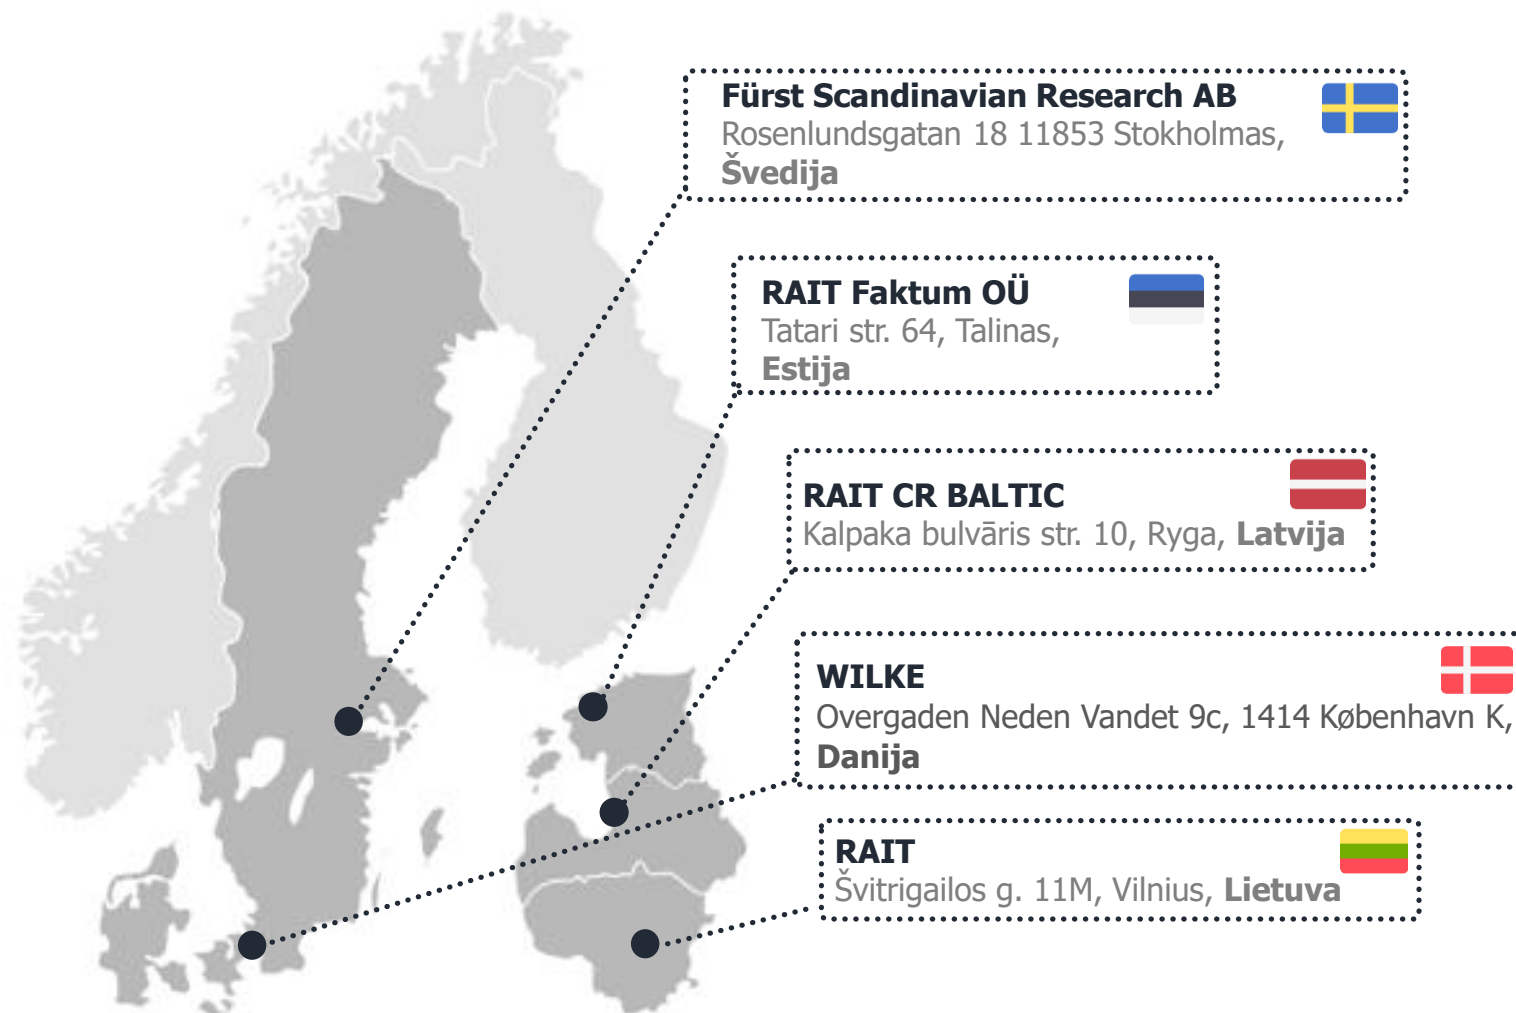 Fürst Scandinavian Research AB
Rosenlundsgatan 18 11853 Stokholmas,
Švedija
RAIT Faktum OÜ
Tatari str. 64, Talinas,
Estija
RAIT CR BALTIC
Kalpaka bulvāris str. 10, Ryga, Latvija
WILKE
Overgaden Neden Vandet 9c, 1414 København K,
Danija
RAIT
Švitrigailos g. 11M, Vilnius, Lietuva